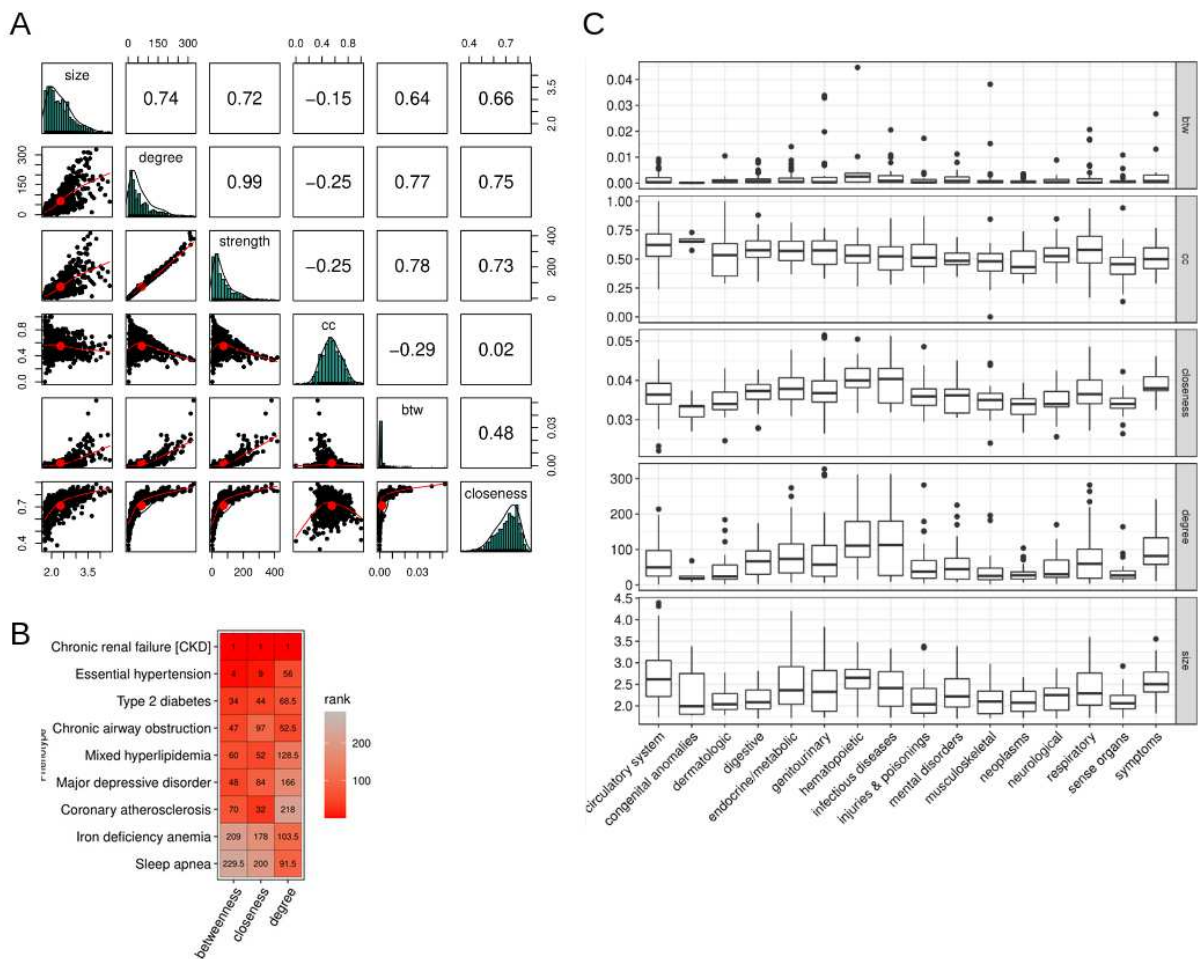 A
0 150 300
0.0 0.4 0.8
0.4 0.7
size
0.74
0.72
−0.15
0.64
0.66
2.0 3.5
0 150 300
degree
0.99
−0.25
0.77
0.75
strength
−0.25
0.78
0.73
0 200 400
0.0 0.4 0.8
cc
−0.29
0.02
btw
0.48
0.00 0.03
0.4 0.7
closeness
2.0 3.5
0 200 400
0.00 0.03
B
Chronic renal failure [CKD] 1 1 1
Essential hypertension 4 9 56
Type 2 diabetes 34 44 68.5
Chronic airway obstruction 47 97 52.5
Mixed hyperlipidemia 60 52 128.5
Major depressive disorder 48 84 166
Coronary atherosclerosis 70 32 218
Iron deficiency anemia 209 178 103.5
Sleep apnea 229.5 200 91.5
betweenness
closeness
degree
rank
200
100
C
0.04
0.03
0.02
0.01
0.00
btw
1.00
0.75
0.50
0.25
0.00
cc
0.05
0.04
0.03
closeness
300
200
100
0
degree
4.5
4.0
3.5
3.0
2.5
2.0
size
circulatory system
congenital anomalies
dermatologic
digestive
endocrine/metabolic
genitourinary
hematopoietic
infectious diseases
injuries & poisonings
mental disorders
musculoskeletal
neoplasms
neurological
respiratory
sense organs
symptoms